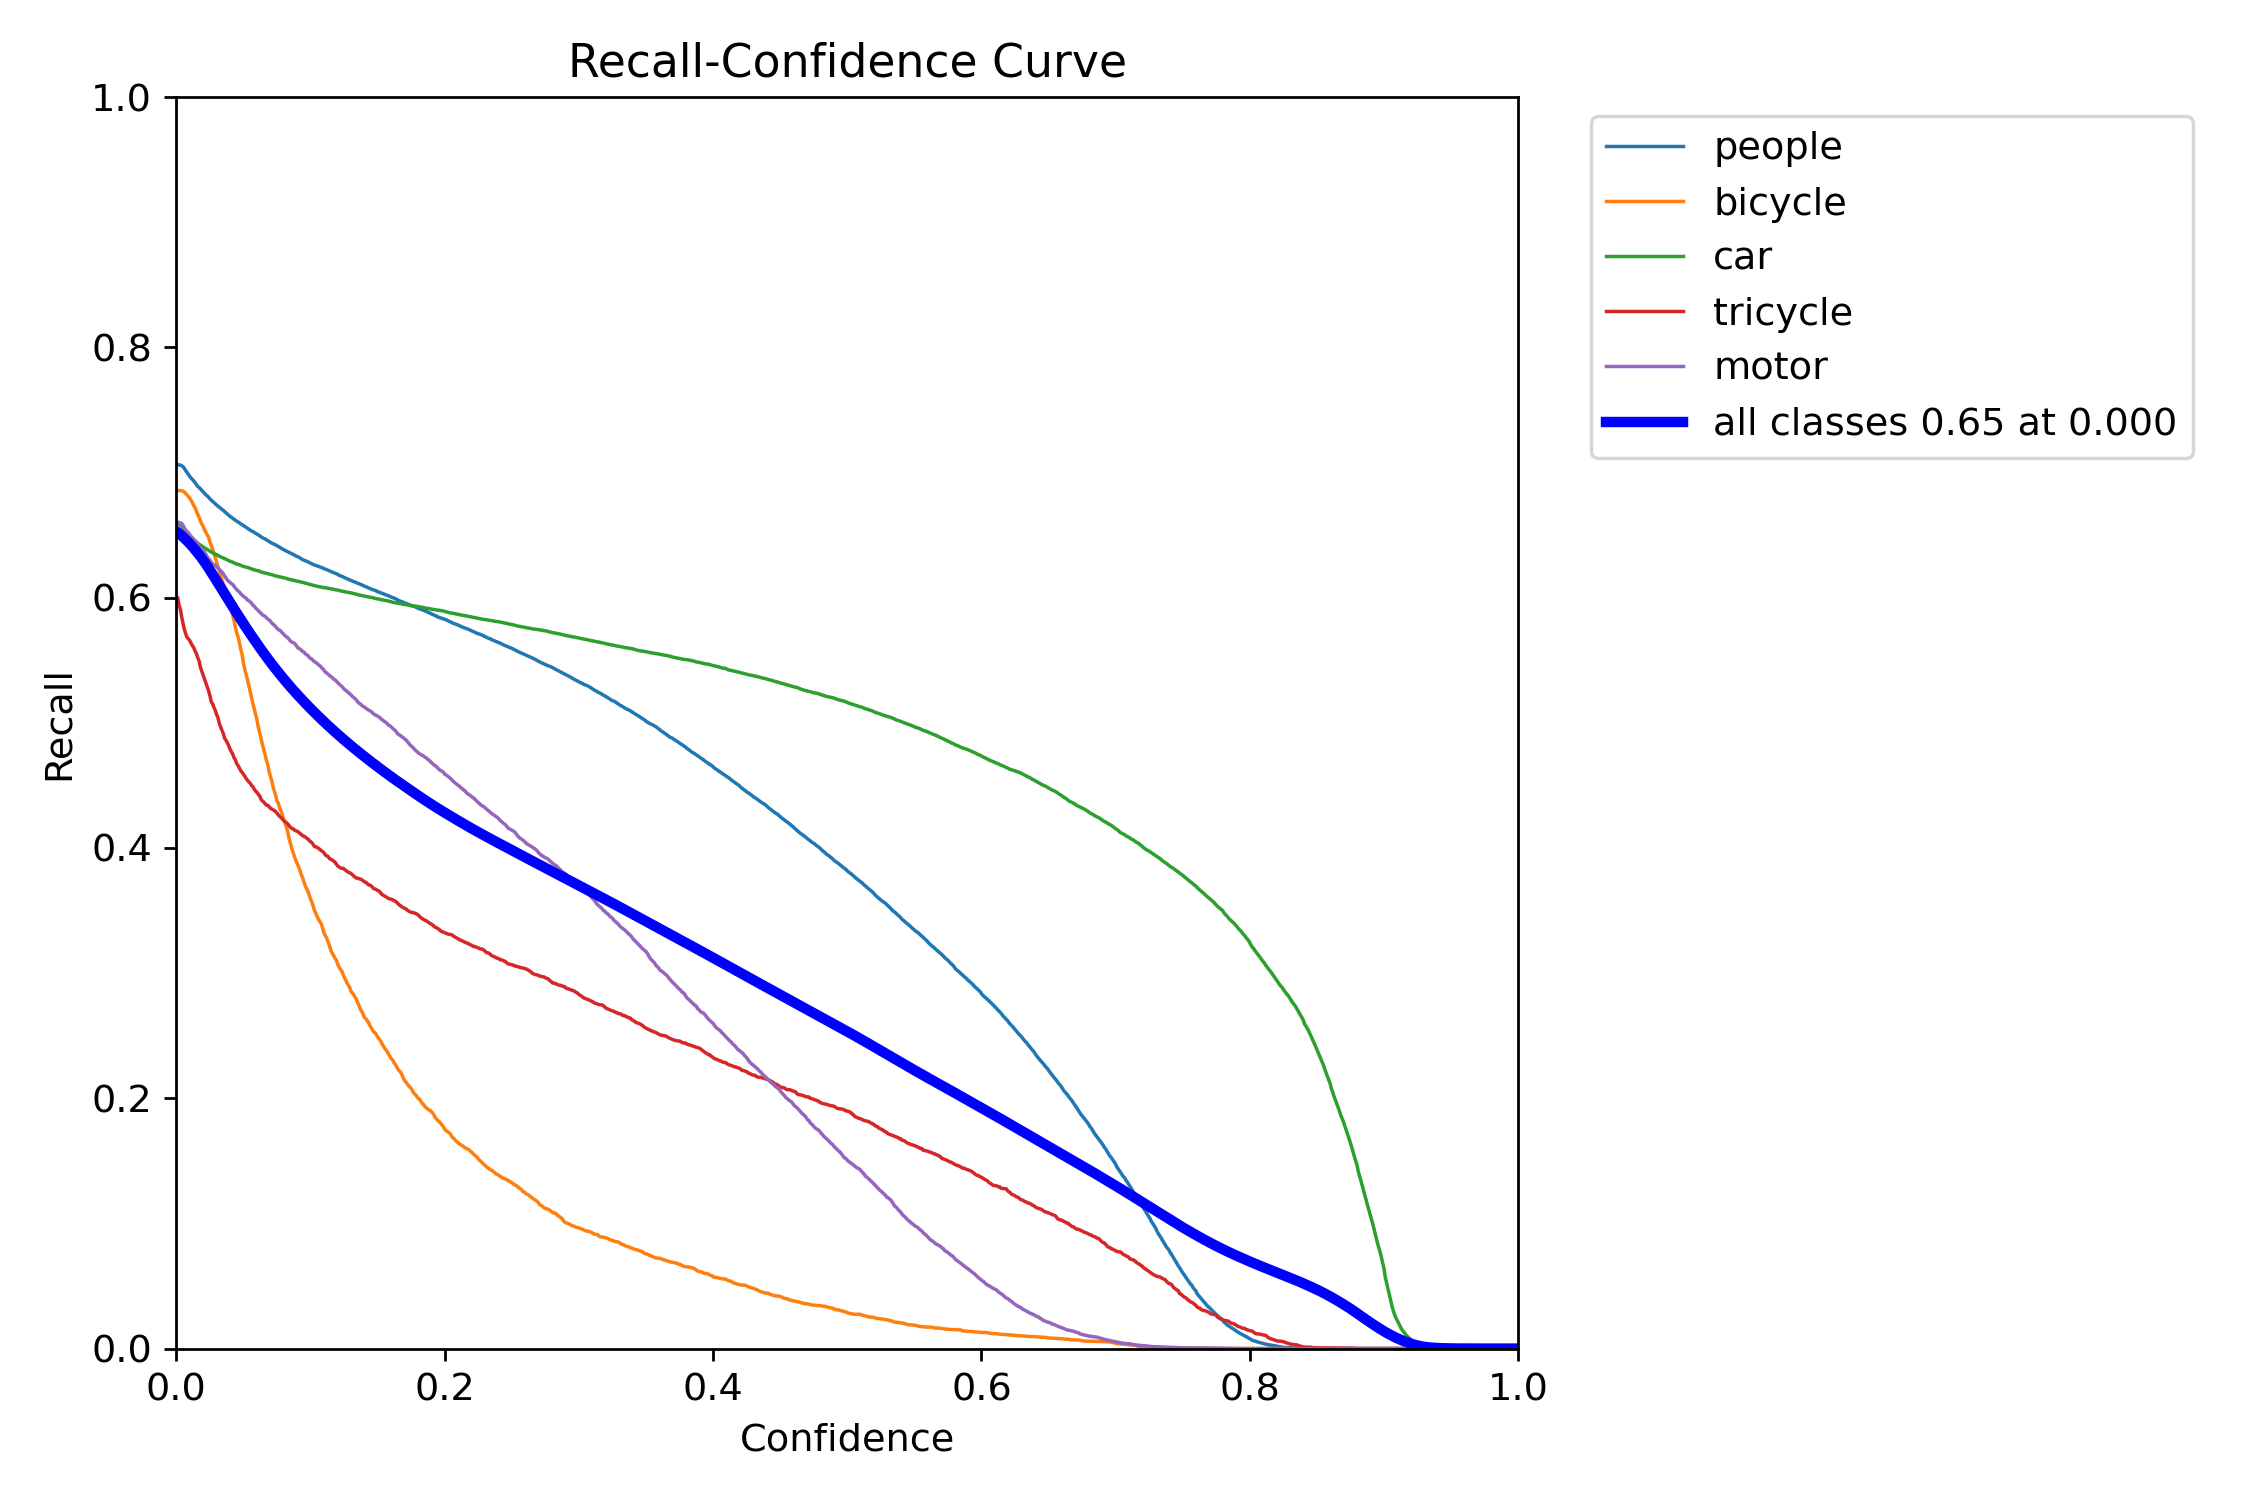 Recall-Confidence Curve
1.0
0.8
0.6
0.4
0.2
0.0
Recall
0.0 0.2 0.4 0.6 0.8 1.0
Confidence
people
bicycle
car
tricycle
motor
all classes 0.65 at 0.000